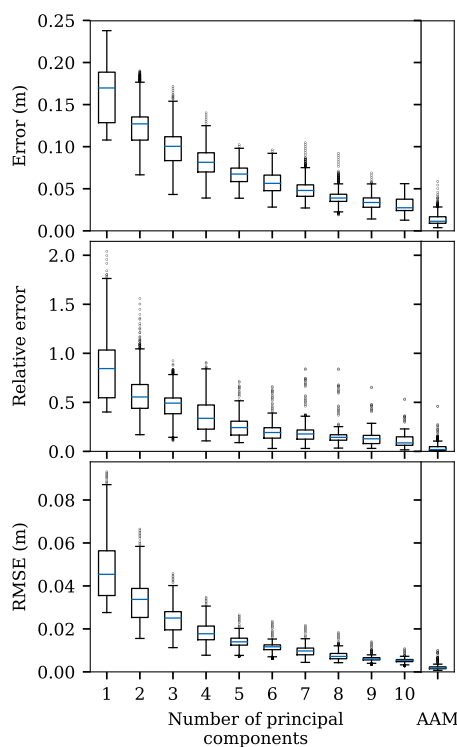 0.25
0.20
0.15
0.10
0.05
0.00
Error (m)
2.0
1.5
1.0
0.5
0.0
Relative error
0.08
0.06
0.04
0.02
0.00
RMSE (m)
1 2 3 4 5 6 7 8 9 10
Number of principal
components
AAM